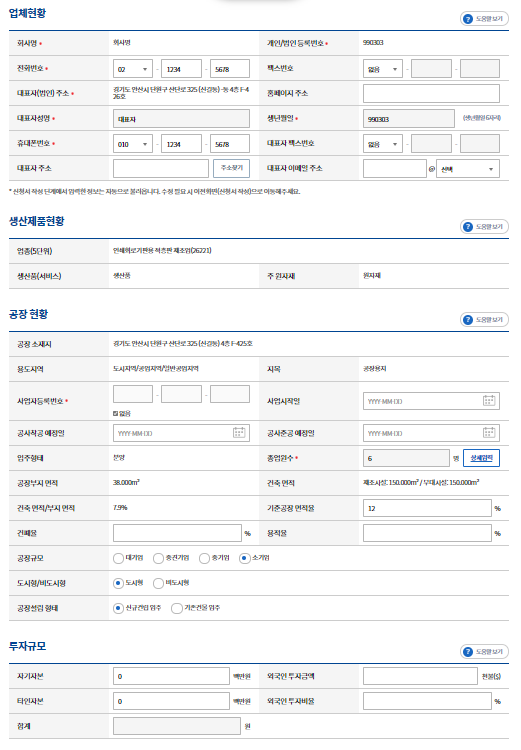 업체현황
? 도움말 보기
회사명 * 회사명 개인/법인 등록번호 * 990303
전화번호 * 02 - 1234 - 5678 팩스번호 없음 - -
대표자(법인) 주소 * 경기도 안산시 단원구 산단로 325 (신길동) -동 4층 F-4
26호 홈페이지 주소
대표자성명 * 대표자 생년월일 * 990303 (생년월일 6자리)
휴대폰번호 * 010 - 1234 - 5678 대표자 팩스번호 없음 - -
대표자 주소 주소찾기 대표자 이메일 주소 @ 선택
* 신청서 작성 단계에서 입력한 정보는 자동으로 불러옵니다. 수정 필요 시 이전화면(신청서 작성)으로 이동해주세요.
생산제품현황
? 도움말 보기
업종(5단위) 인쇄회로기판용 적층판 제조업(26221)
생산품(서비스) 생산품 주 원자재 원자재
공장 현황
? 도움말 보기
공장 소재지 경기도 안산시 단원구 산단로 325 (신길동) 4층 F-425호
용도지역 도시지역/공업지역/일반공업지역 지목 공장용지
사업자등록번호 * - - 사업시작일 YYYY-MM-DD
없음
공사착공 예정일 YYYY-MM-DD 공사준공 예정일 YYYY-MM-DD
입주형태 분양 종업원수 * 6 명 상세입력
공장부지 면적 38.000m² 건축 면적 제조시설: 150.000m² / 부대시설: 150.000m²
건축 면적/부지 면적 7.9% 기준공장 면적율 12 %
건폐율 % 용적율 %
공장규모 대기업 중견기업 중기업 소기업
도시형/비도시형 도시형 비도시형
공장설립 형태 신규건립 입주 기존건물 입주
투자규모
? 도움말 보기
자기자본 0 백만원 외국인 투자금액 천불($)
타인자본 0 백만원 외국인 투자비율 %
합계 원